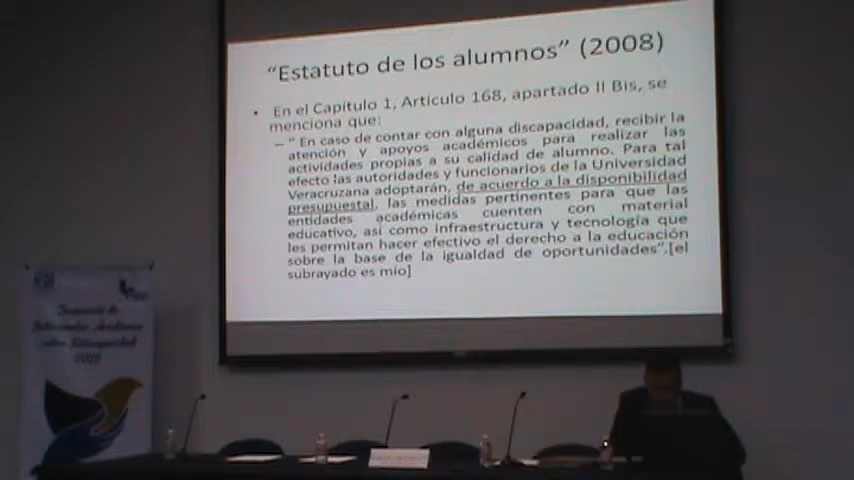 “Estatuto de los alumnos” (2008)
• En el Capítulo 1, Artículo 168, apartado II Bis, se
menciona que:
– “ En caso de contar con alguna discapacidad, recibir la
atención y apoyos académicos para realizar las
actividades propias a su calidad de alumno. Para tal
efecto las autoridades y funcionarios de la Universidad
Veracruzana adoptarán, de acuerdo a la disponibilidad
presupuestal, las medidas pertinentes para que las
entidades académicas cuenten con material
educativo, así como infraestructura y tecnología que
les permitan hacer efectivo el derecho a la educación
sobre la base de la igualdad de oportunidades”.[el
subrayado es mío]